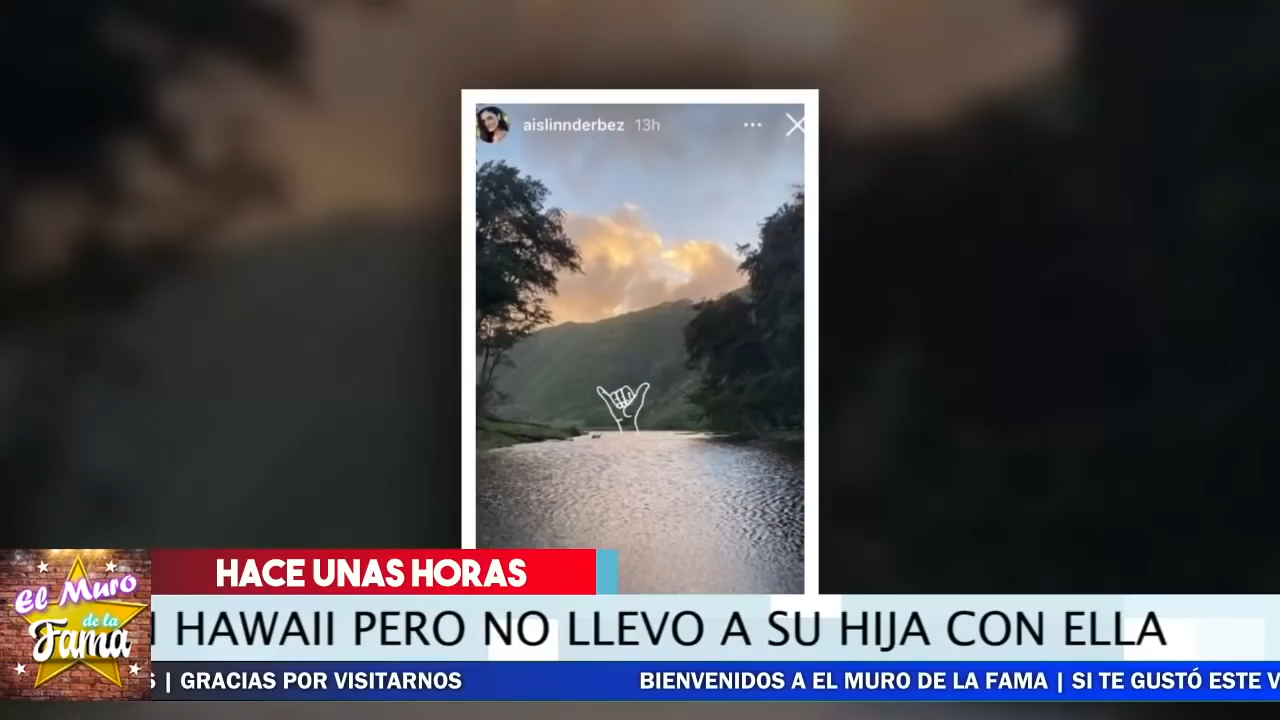 aislinnderbez 13h
HACE UNAS HORAS
El Muro
de la
Fama
HAWAII PERO NO LLEVO A SU HIJA CON ELLA
S | GRACIAS POR VISITARNOS
BIENVENIDOS A EL MURO DE LA FAMA | SI TE GUSTÓ ESTE V